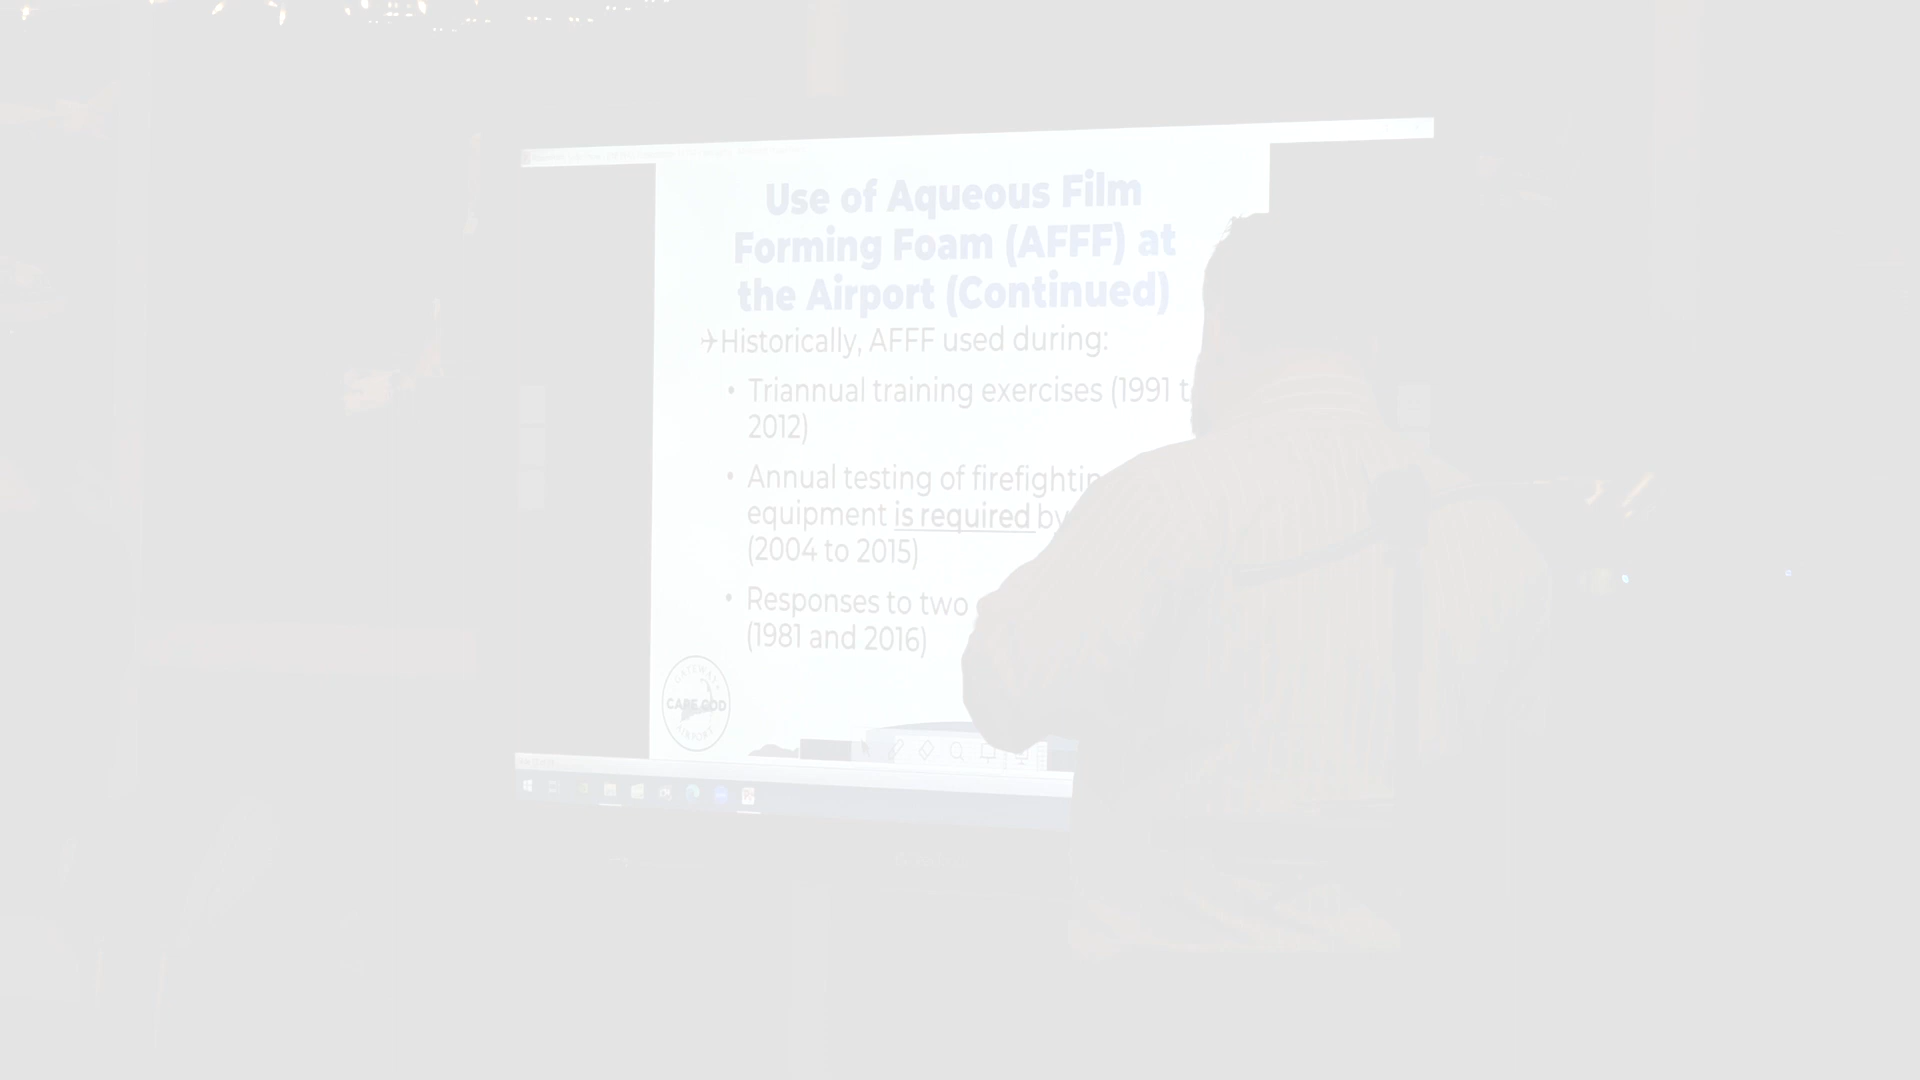 Use of Aqueous Film
Forming Foam (AFFF) at
the Airport (Continued)
Historically, AFFF used during:
• Triannual training exercises (1991 t
2012)
• Annual testing of firefightin
equipment is required by
(2004 to 2015)
• Responses to two
(1981 and 2016)
GATEWAY
CAPE COD
AIRPORT